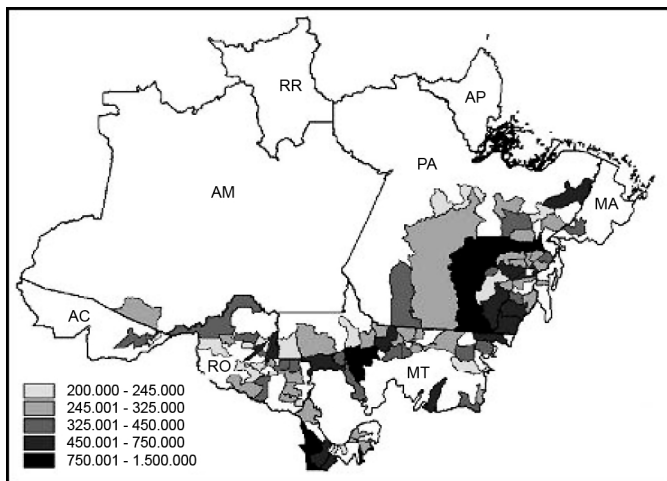 RR
AP
PA
AM
MA
AC
RO
MT
200.000 - 245.000
245.001 - 325.000
325.001 - 450.000
450.001 - 750.000
750.001 - 1.500.000